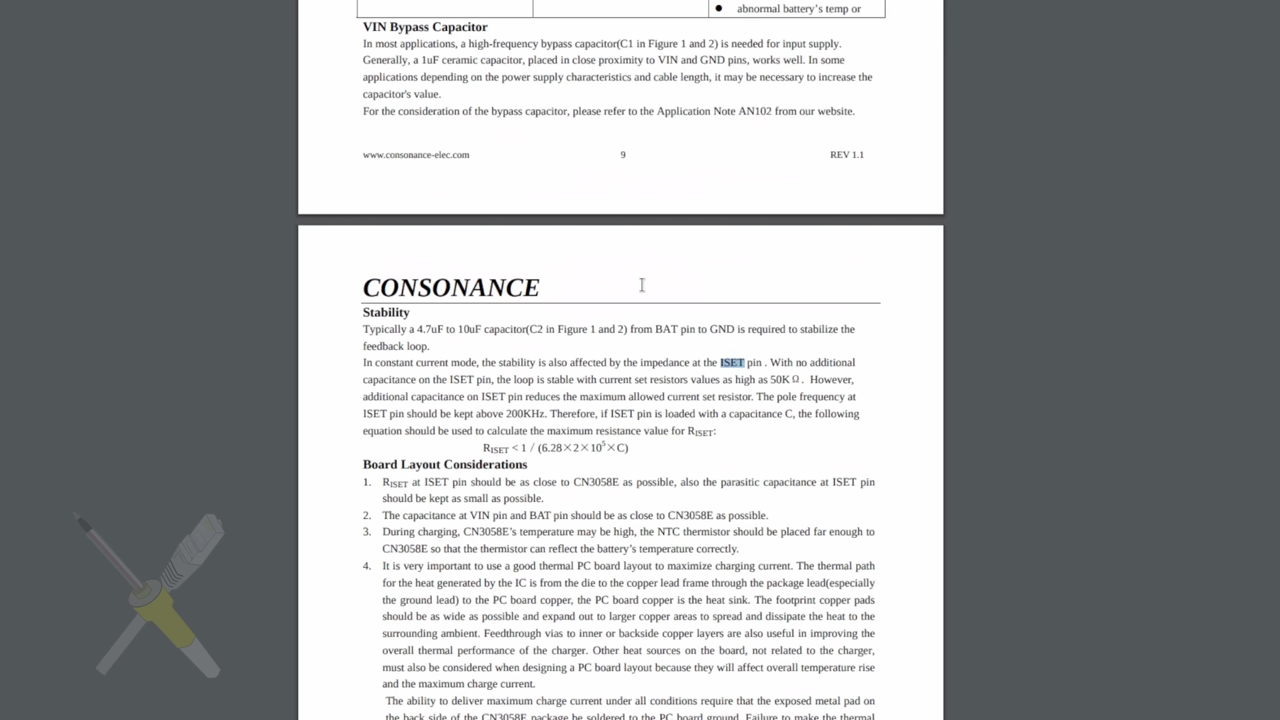 ● abnormal battery's temp or
VIN Bypass Capacitor
In most applications, a high-frequency bypass capacitor(C1 in Figure 1 and 2) is needed for input supply.
Generally, a 1uF ceramic capacitor, placed in close proximity to VIN and GND pins, works well. In some
applications depending on the power supply characteristics and cable length, it may be necessary to increase the
capacitor's value.
For the consideration of the bypass capacitor, please refer to the Application Note AN102 from our website.
www.consonance-elec.com 9 REV 1.1
CONSONANCE
Stability
Typically a 4.7uF to 10uF capacitor(C2 in Figure 1 and 2) from BAT pin to GND is required to stabilize the
feedback loop.
In constant current mode, the stability is also affected by the impedance at the ISET pin . With no additional
capacitance on the ISET pin, the loop is stable with current set resistors values as high as 50KΩ. However,
additional capacitance on ISET pin reduces the maximum allowed current set resistor. The pole frequency at
ISET pin should be kept above 200KHz. Therefore, if ISET pin is loaded with a capacitance C, the following
equation should be used to calculate the maximum resistance value for RISET:
RISET < 1 / (6.28×2×10⁵×C)
Board Layout Considerations
1. RISET at ISET pin should be as close to CN3058E as possible, also the parasitic capacitance at ISET pin
should be kept as small as possible.
2. The capacitance at VIN pin and BAT pin should be as close to CN3058E as possible.
3. During charging, CN3058E's temperature may be high, the NTC thermistor should be placed far enough to
CN3058E so that the thermistor can reflect the battery's temperature correctly.
4. It is very important to use a good thermal PC board layout to maximize charging current. The thermal path
for the heat generated by the IC is from the die to the copper lead frame through the package lead(especially
the ground lead) to the PC board copper, the PC board copper is the heat sink. The footprint copper pads
should be as wide as possible and expand out to larger copper areas to spread and dissipate the heat to the
surrounding ambient. Feedthrough vias to inner or backside copper layers are also useful in improving the
overall thermal performance of the charger. Other heat sources on the board, not related to the charger,
must also be considered when designing a PC board layout because they will affect overall temperature rise
and the maximum charge current.
The ability to deliver maximum charge current under all conditions require that the exposed metal pad on
the back side of the CN3058E package be soldered to the PC board ground. Failure to make the thermal